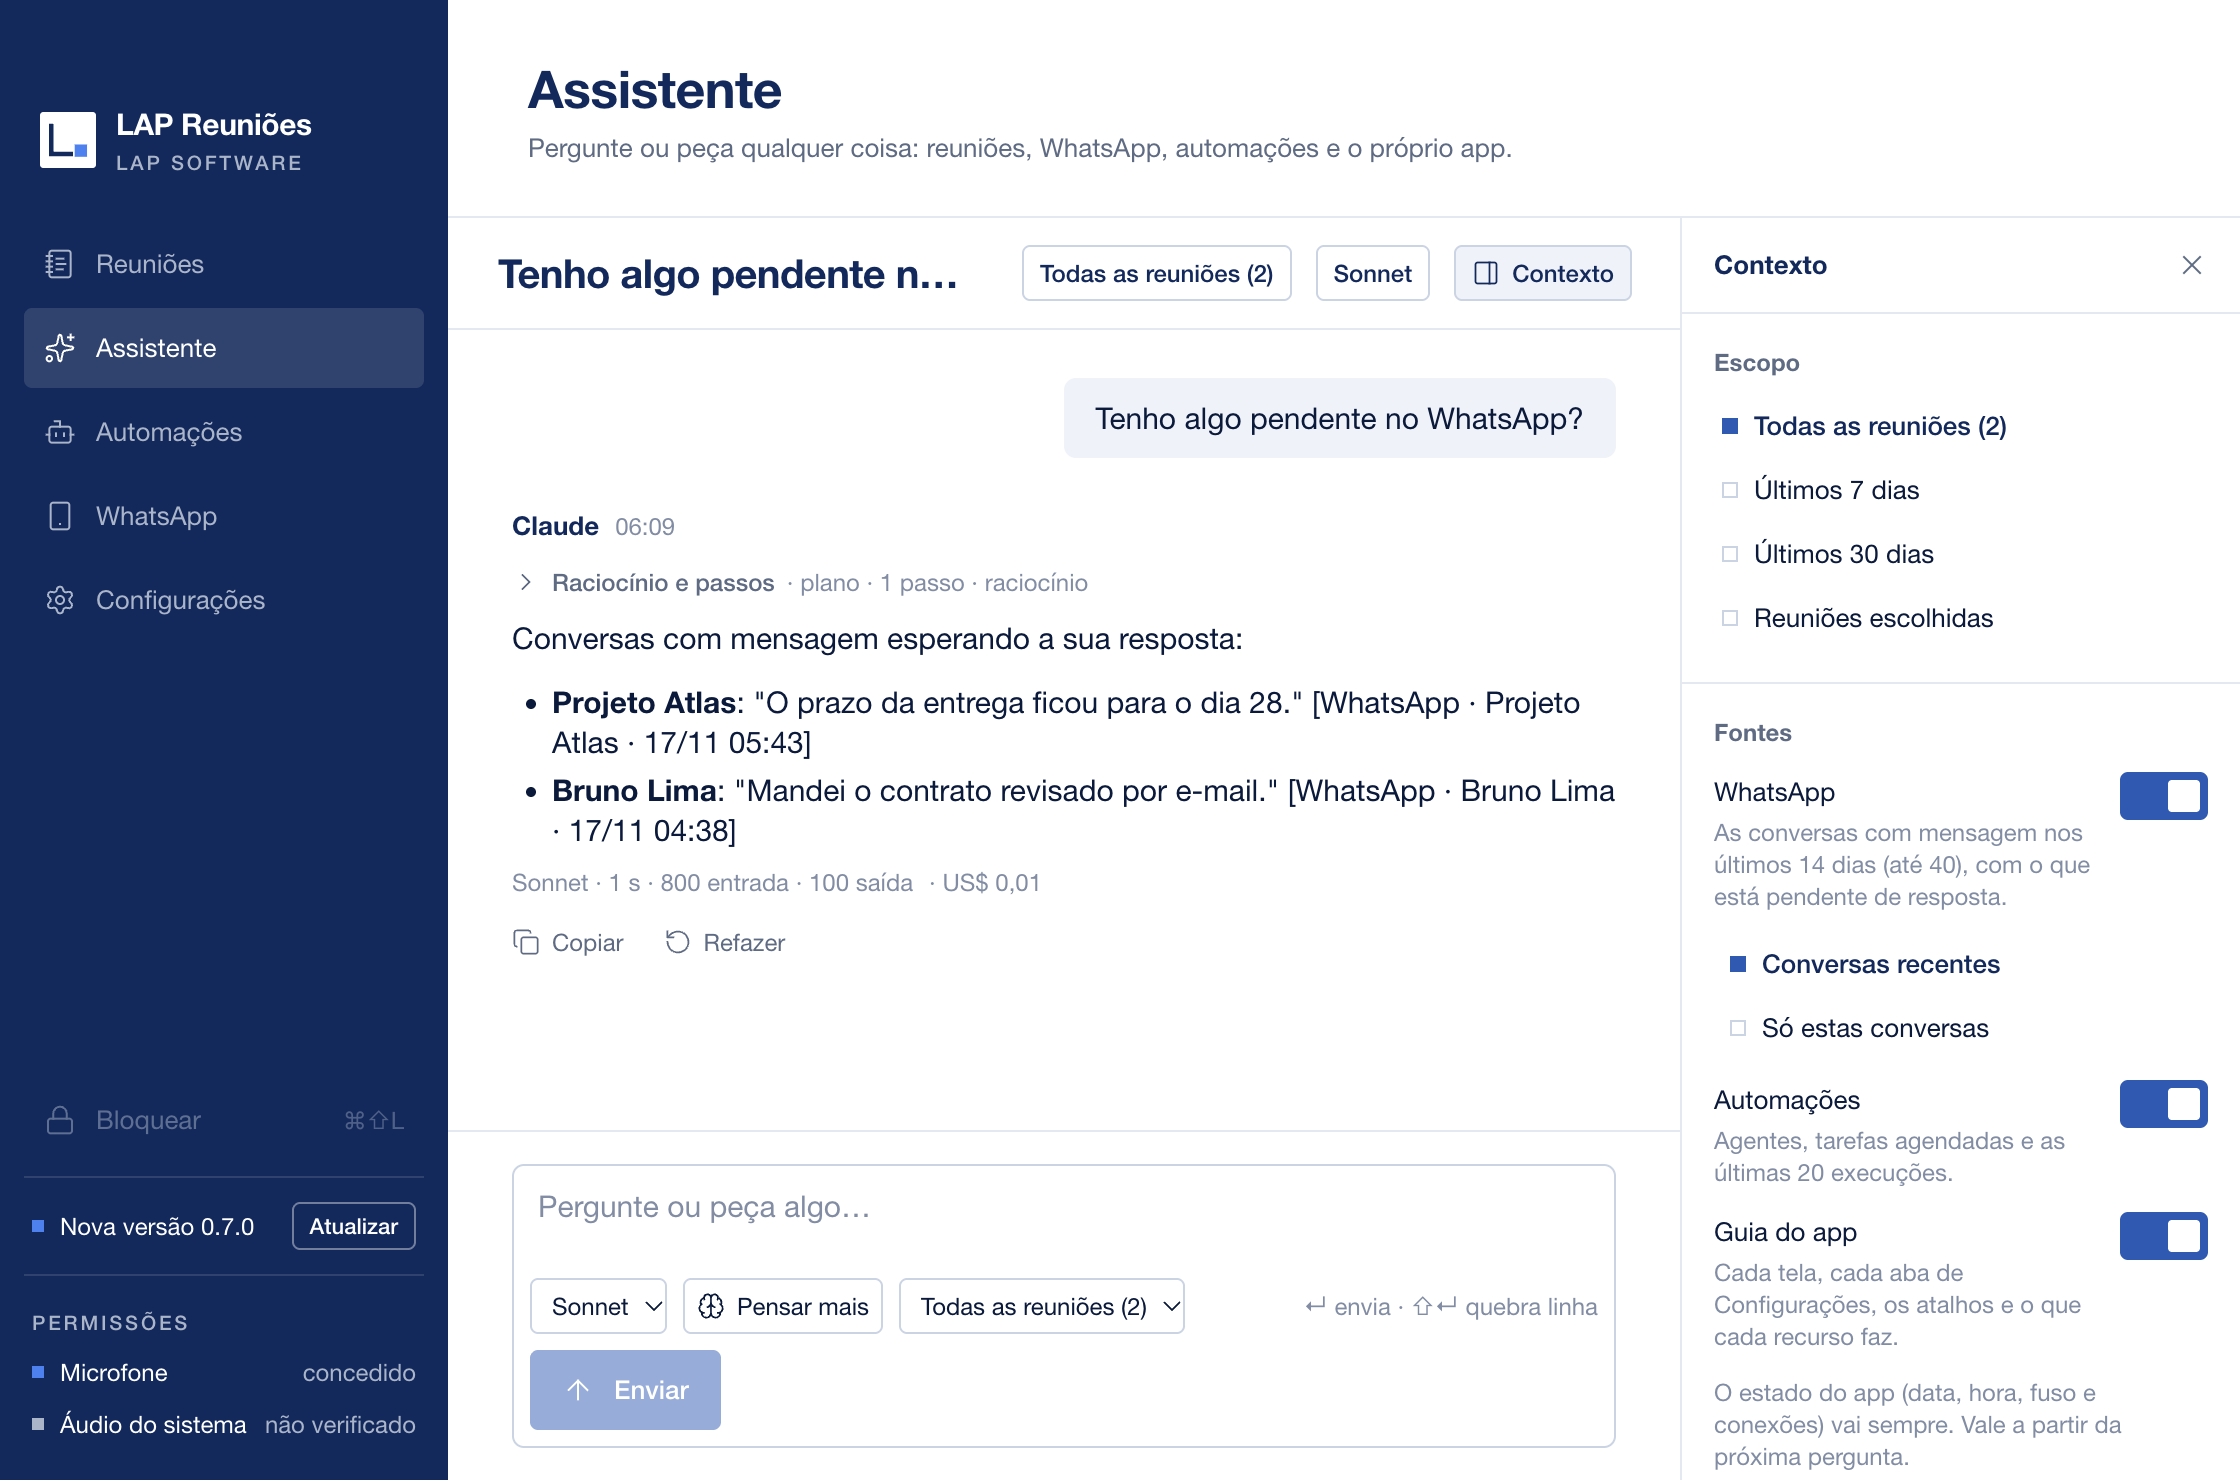 LAP Reuniões
LAP SOFTWARE
Reuniões
Assistente
Automações
WhatsApp
Configurações
Bloquear ⌘⇧L
Nova versão 0.7.0 Atualizar
PERMISSÕES
Microfone concedido
Áudio do sistema não verificado
Assistente
Pergunte ou peça qualquer coisa: reuniões, WhatsApp, automações e o próprio app.
Tenho algo pendente n… Todas as reuniões (2) Sonnet Contexto
Tenho algo pendente no WhatsApp?
Claude 06:09
Raciocínio e passos · plano · 1 passo · raciocínio
Conversas com mensagem esperando a sua resposta:
• Projeto Atlas: "O prazo da entrega ficou para o dia 28." [WhatsApp · Projeto
Atlas · 17/11 05:43]
• Bruno Lima: "Mandei o contrato revisado por e-mail." [WhatsApp · Bruno Lima
· 17/11 04:38]
Sonnet · 1 s · 800 entrada · 100 saída · US$ 0,01
Copiar Refazer
Pergunte ou peça algo…
Sonnet Pensar mais Todas as reuniões (2) ↵ envia · ⇧↵ quebra linha
Enviar
Contexto
Escopo
Todas as reuniões (2)
Últimos 7 dias
Últimos 30 dias
Reuniões escolhidas
Fontes
WhatsApp
As conversas com mensagem nos
últimos 14 dias (até 40), com o que
está pendente de resposta.
Conversas recentes
Só estas conversas
Automações
Agentes, tarefas agendadas e as
últimas 20 execuções.
Guia do app
Cada tela, cada aba de
Configurações, os atalhos e o que
cada recurso faz.
O estado do app (data, hora, fuso e
conexões) vai sempre. Vale a partir da
próxima pergunta.